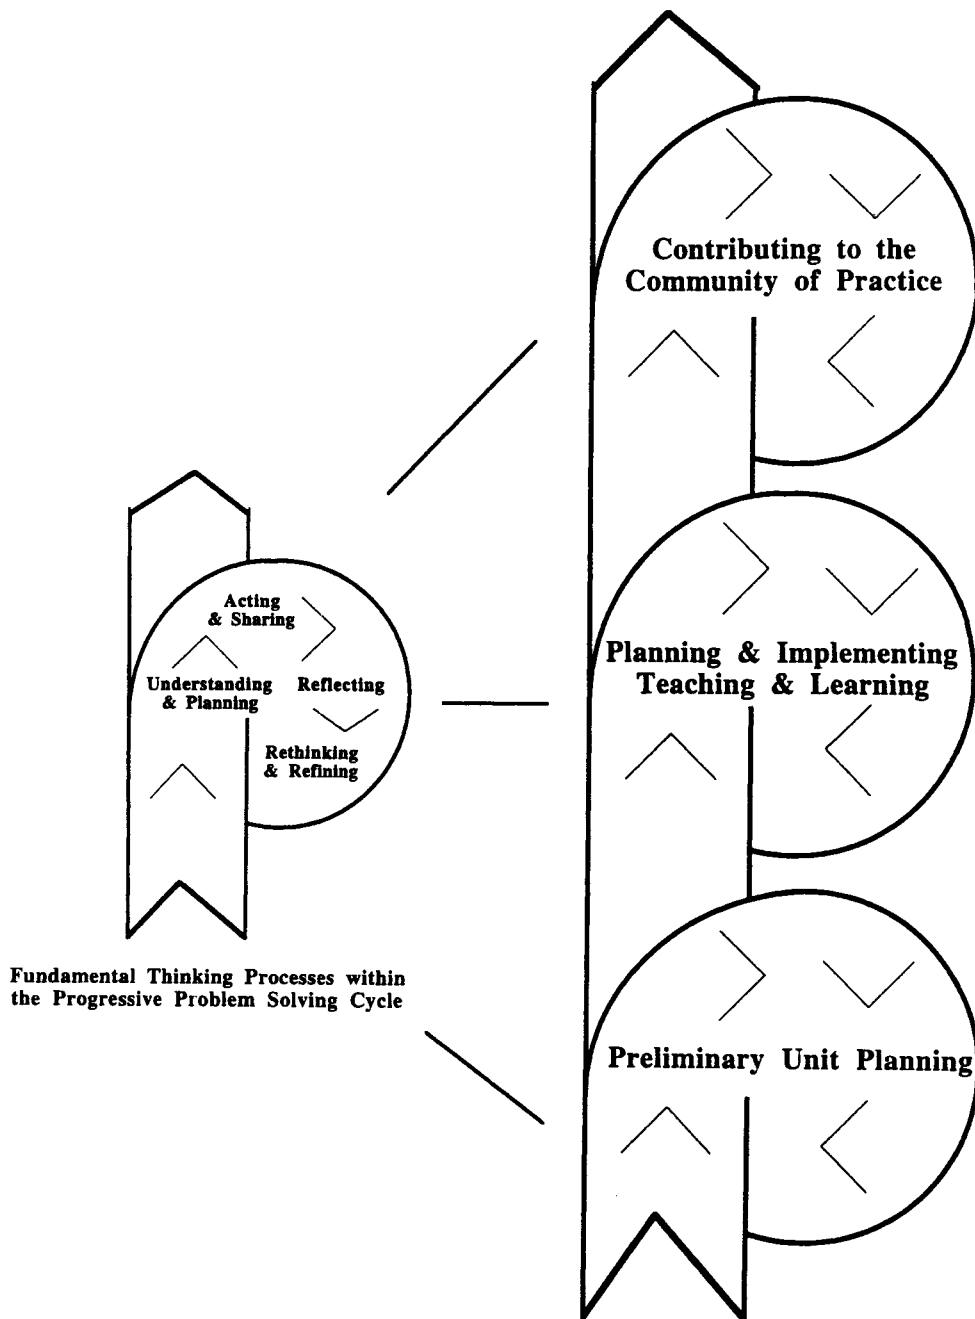 Contributing to the
Community of Practice
Acting
& Sharing
Understanding
& Planning
Reflecting
Rethinking
& Refining
Planning & Implementing
Teaching & Learning
Fundamental Thinking Processes within
the Progressive Problem Solving Cycle
Preliminary Unit Planning